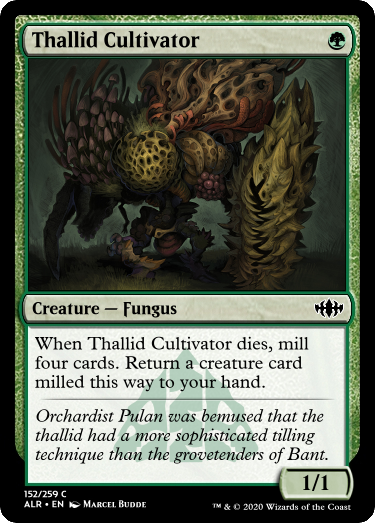 Thallid Cultivator
Creature — Fungus
When Thallid Cultivator dies, mill
four cards. Return a creature card
milled this way to your hand.
Orchardist Pulan was bemused that the
thallid had a more sophisticated tilling
technique than the grovetenders of Bant.
1/1
152/259 C
ALR • EN Marcel Budde
™ & © 2020 Wizards of the Coast